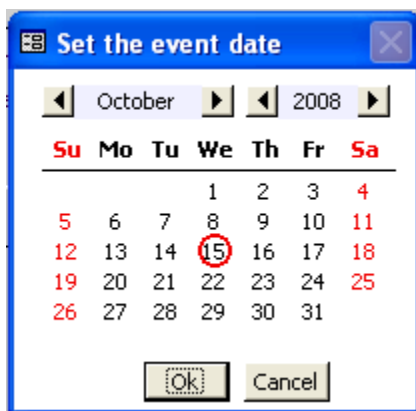 Set the event date
October 2008
Su Mo Tu We Th Fr Sa
1 2 3 4
5 6 7 8 9 10 11
12 13 14 15 16 17 18
19 20 21 22 23 24 25
26 27 28 29 30 31
Ok Cancel